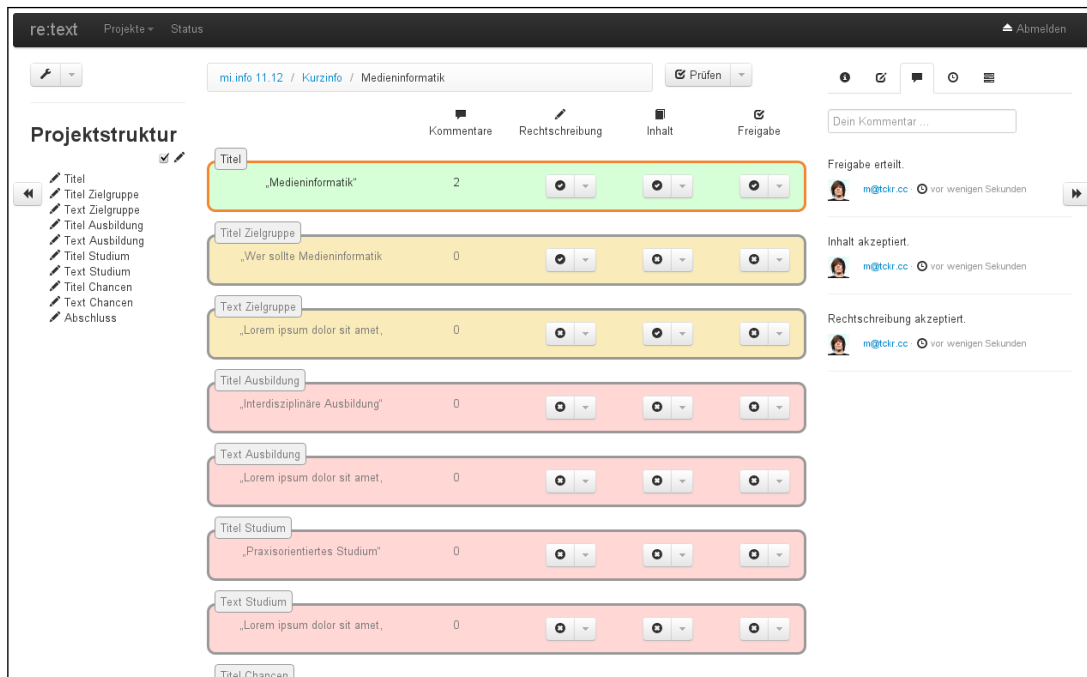 re:text Projekte Status Abmelden
mi.info 11.12 / Kurzinfo / Medieninformatik Prüfen
Projektstruktur
Titel
Titel Zielgruppe
Text Zielgruppe
Titel Ausbildung
Text Ausbildung
Titel Studium
Text Studium
Titel Chancen
Text Chancen
Abschluss
Kommentare Rechtschreibung Inhalt Freigabe
Titel
„Medieninformatik“ 2
Titel Zielgruppe
„Wer sollte Medieninformatik 0
Text Zielgruppe
„Lorem ipsum dolor sit amet, 0
Titel Ausbildung
„Interdisziplinäre Ausbildung“ 0
Text Ausbildung
„Lorem ipsum dolor sit amet, 0
Titel Studium
„Praxisorientiertes Studium“ 0
Text Studium
„Lorem ipsum dolor sit amet, 0
Titel Chancen
Dein Kommentar ...
Freigabe erteilt.
m@tckr.cc · vor wenigen Sekunden
Inhalt akzeptiert.
m@tckr.cc · vor wenigen Sekunden
Rechtschreibung akzeptiert.
m@tckr.cc · vor wenigen Sekunden